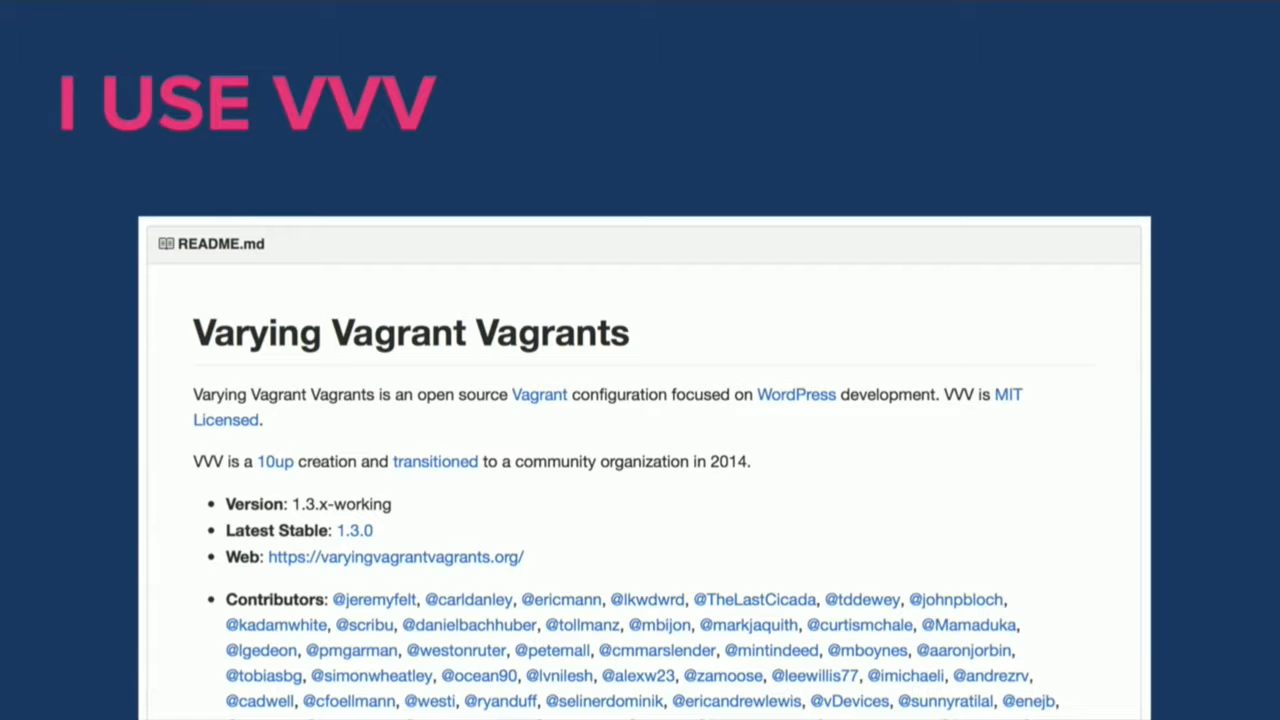 I USE VVV
README.md
Varying Vagrant Vagrants
Varying Vagrant Vagrants is an open source Vagrant configuration focused on WordPress development. VVV is MIT
Licensed.
VVV is a 10up creation and transitioned to a community organization in 2014.
Version: 1.3.x-working
Latest Stable: 1.3.0
Web: https://varyingvagrantvagrants.org/
Contributors: @jeremyfelt, @carldanley, @ericmann, @lkwdwrd, @TheLastCicada, @tddewey, @johnpbloch,
@kadamwhite, @scribu, @danielbachhuber, @tollmanz, @mbijon, @markjaquith, @curtismchale, @Mamaduka,
@lgedeon, @pmgarman, @westonruter, @petemall, @cmmarslender, @mintindeed, @mboynes, @aaronjorbin,
@tobiasbg, @simonwheatley, @ocean90, @lvnilesh, @alexw23, @zamoose, @leewillis77, @imichaeli, @andrezrv,
@cadwell, @cfoellmann, @westi, @ryanduff, @selinerdominik, @ericandrewlewis, @vDevices, @sunnyratilal, @enejb,